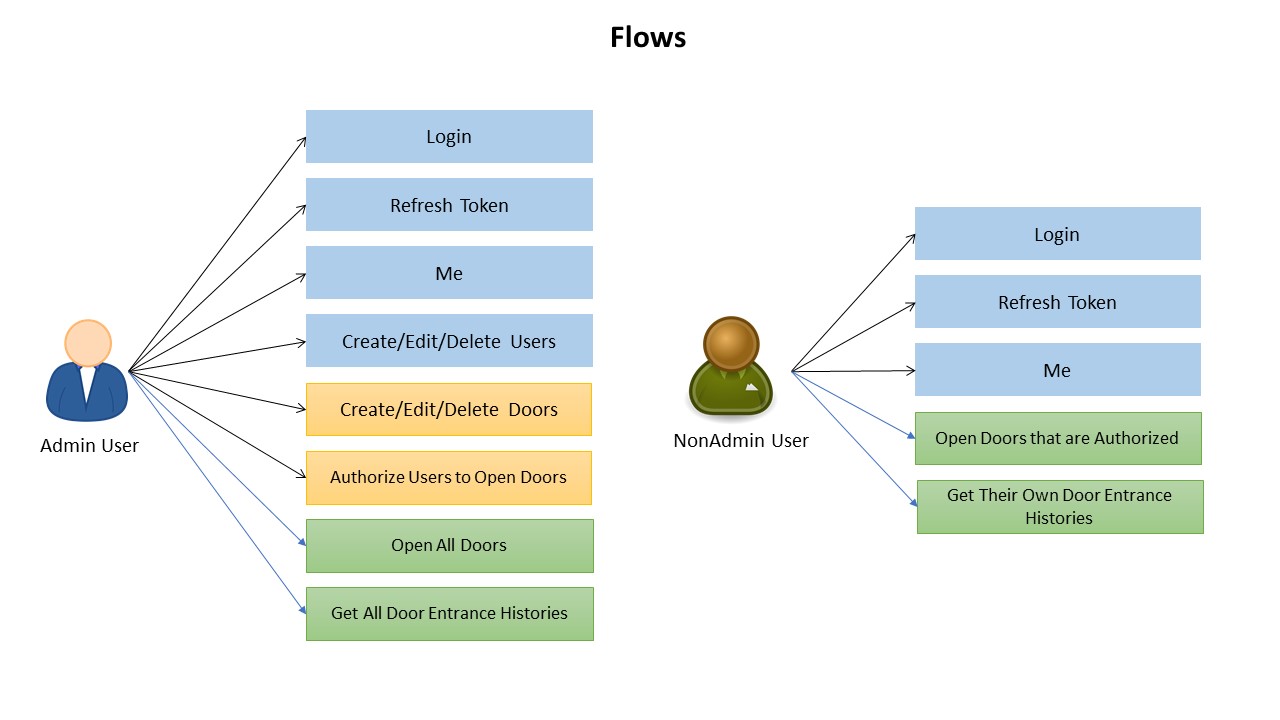 Flows
Login
Refresh Token
Me
Create/Edit/Delete Users
Create/Edit/Delete Doors
Authorize Users to Open Doors
Open All Doors
Get All Door Entrance Histories
Admin User
Login
Refresh Token
Me
Open Doors that are Authorized
Get Their Own Door Entrance
Histories
NonAdmin User